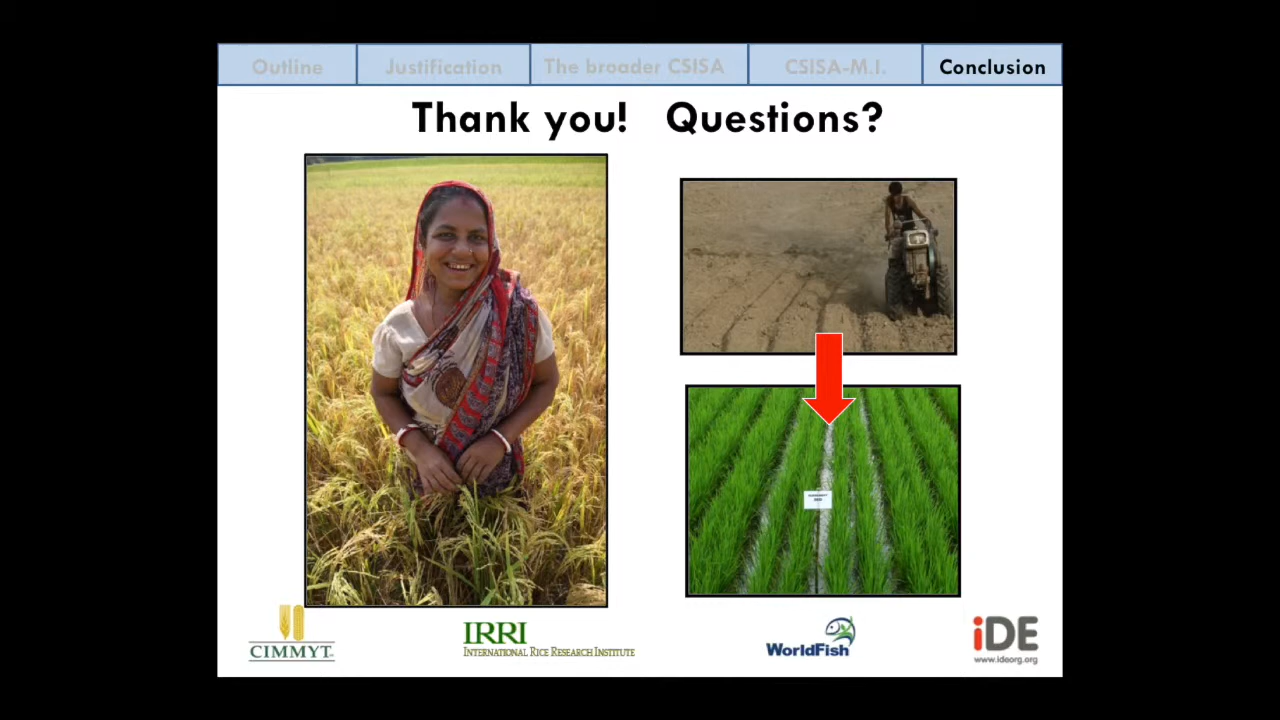 Outline
Justification
The broader CSISA
CSISA-M.I.
Conclusion
Thank you! Questions?
CIMMYT
IRRI
INTERNATIONAL RICE RESEARCH INSTITUTE
WorldFish
iDE
www.ideorg.org